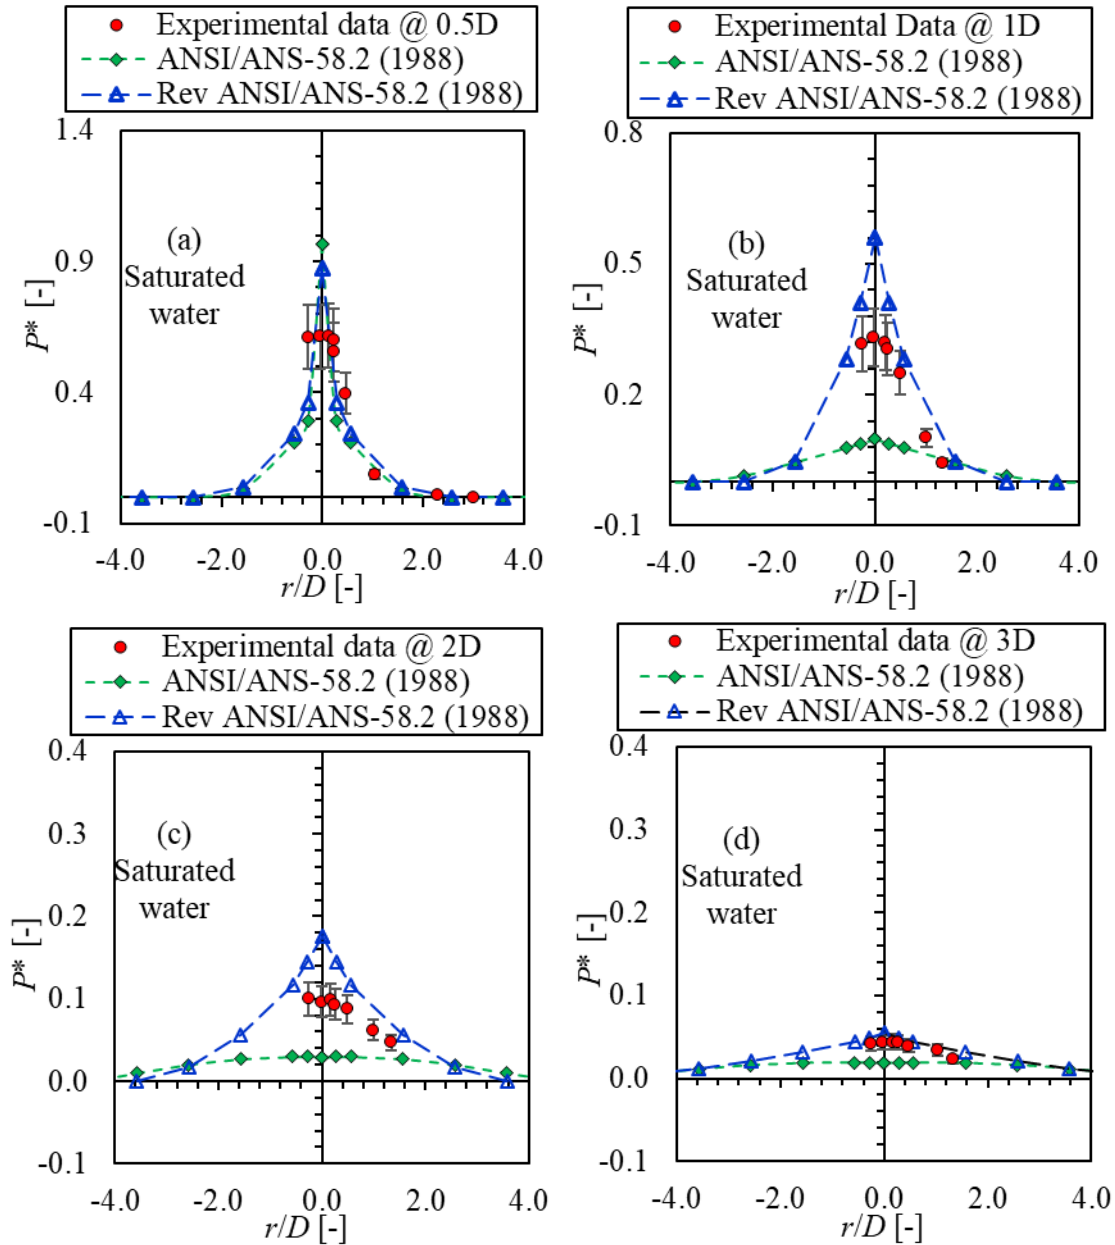 Experimental data @ 0.5D
ANSI/ANS-58.2 (1988)
Rev ANSI/ANS-58.2 (1988)
1.4
0.9
0.4
-0.1
P* [-]
(a)
Saturated
water
-4.0 -2.0 0.0 2.0 4.0
r/D [-]
Experimental Data @ 1D
ANSI/ANS-58.2 (1988)
Rev ANSI/ANS-58.2 (1988)
0.8
0.5
0.2
-0.1
P* [-]
(b)
Saturated
water
-4.0 -2.0 0.0 2.0 4.0
r/D [-]
Experimental data @ 2D
ANSI/ANS-58.2 (1988)
Rev ANSI/ANS-58.2 (1988)
0.4
0.3
0.2
0.1
0.0
-0.1
P* [-]
(c)
Saturated
water
-4.0 -2.0 0.0 2.0 4.0
r/D [-]
Experimental data @ 3D
ANSI/ANS-58.2 (1988)
Rev ANSI/ANS-58.2 (1988)
0.4
0.3
0.2
0.1
0.0
-0.1
P* [-]
(d)
Saturated
water
-4.0 -2.0 0.0 2.0 4.0
r/D [-]